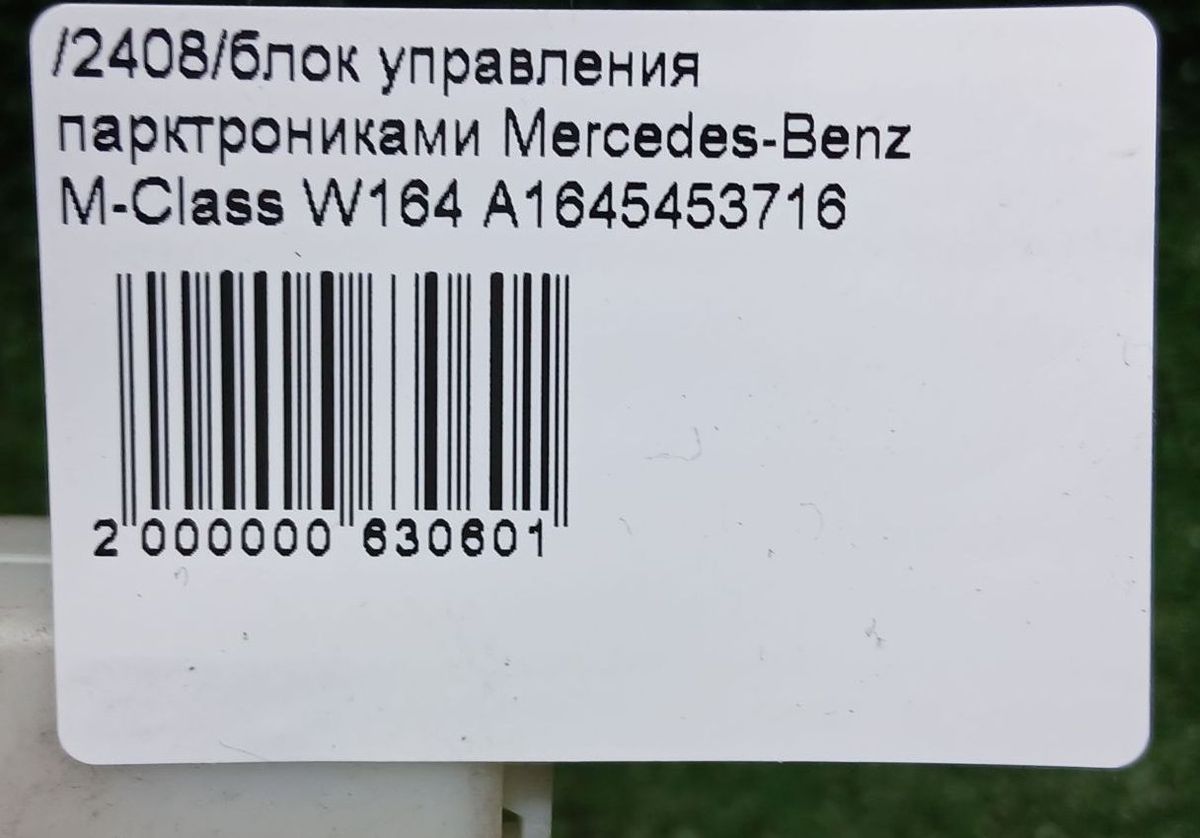 /2408/блок управления
парктрониками Mercedes-Benz
M-Class W164 A1645453716
2 000000 630601